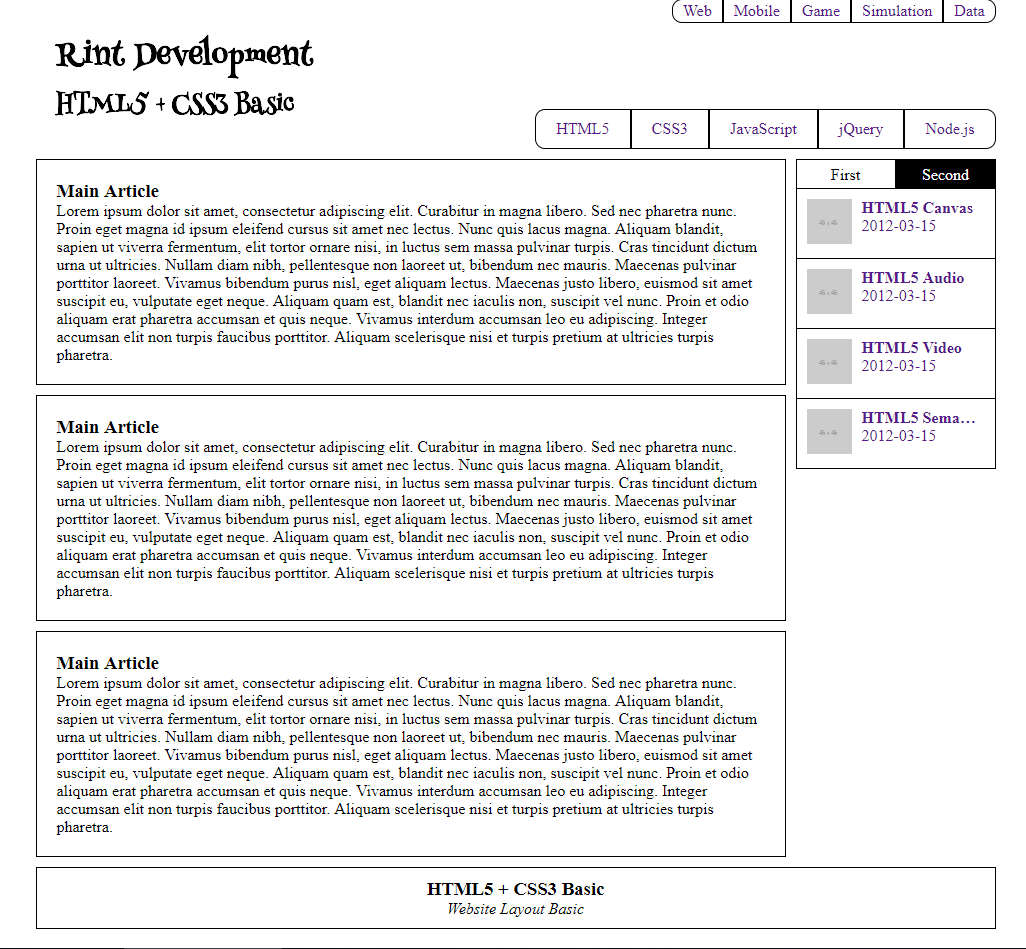 Web Mobile Game Simulation Data
Rint Development
HTML5 + CSS3 Basic
HTML5 CSS3 JavaScript jQuery Node.js
Main Article
Lorem ipsum dolor sit amet, consectetur adipiscing elit. Curabitur in magna libero. Sed nec pharetra nunc.
Proin eget magna id ipsum eleifend cursus sit amet nec lectus. Nunc quis lacus magna. Aliquam blandit,
sapien ut viverra fermentum, elit tortor ornare nisi, in luctus sem massa pulvinar turpis. Cras tincidunt dictum
urna ut ultricies. Nullam diam nibh, pellentesque non laoreet ut, bibendum nec mauris. Maecenas pulvinar
porttitor laoreet. Vivamus bibendum purus nisl, eget aliquam lectus. Maecenas justo libero, euismod sit amet
suscipit eu, vulputate eget neque. Aliquam quam est, blandit nec iaculis non, suscipit vel nunc. Proin et odio
aliquam erat pharetra accumsan et quis neque. Vivamus interdum accumsan leo eu adipiscing. Integer
accumsan elit non turpis faucibus porttitor. Aliquam scelerisque nisi et turpis pretium at ultricies turpis
pharetra.
Main Article
Lorem ipsum dolor sit amet, consectetur adipiscing elit. Curabitur in magna libero. Sed nec pharetra nunc.
Proin eget magna id ipsum eleifend cursus sit amet nec lectus. Nunc quis lacus magna. Aliquam blandit,
sapien ut viverra fermentum, elit tortor ornare nisi, in luctus sem massa pulvinar turpis. Cras tincidunt dictum
urna ut ultricies. Nullam diam nibh, pellentesque non laoreet ut, bibendum nec mauris. Maecenas pulvinar
porttitor laoreet. Vivamus bibendum purus nisl, eget aliquam lectus. Maecenas justo libero, euismod sit amet
suscipit eu, vulputate eget neque. Aliquam quam est, blandit nec iaculis non, suscipit vel nunc. Proin et odio
aliquam erat pharetra accumsan et quis neque. Vivamus interdum accumsan leo eu adipiscing. Integer
accumsan elit non turpis faucibus porttitor. Aliquam scelerisque nisi et turpis pretium at ultricies turpis
pharetra.
Main Article
Lorem ipsum dolor sit amet, consectetur adipiscing elit. Curabitur in magna libero. Sed nec pharetra nunc.
Proin eget magna id ipsum eleifend cursus sit amet nec lectus. Nunc quis lacus magna. Aliquam blandit,
sapien ut viverra fermentum, elit tortor ornare nisi, in luctus sem massa pulvinar turpis. Cras tincidunt dictum
urna ut ultricies. Nullam diam nibh, pellentesque non laoreet ut, bibendum nec mauris. Maecenas pulvinar
porttitor laoreet. Vivamus bibendum purus nisl, eget aliquam lectus. Maecenas justo libero, euismod sit amet
suscipit eu, vulputate eget neque. Aliquam quam est, blandit nec iaculis non, suscipit vel nunc. Proin et odio
aliquam erat pharetra accumsan et quis neque. Vivamus interdum accumsan leo eu adipiscing. Integer
accumsan elit non turpis faucibus porttitor. Aliquam scelerisque nisi et turpis pretium at ultricies turpis
pharetra.
First Second
HTML5 Canvas
2012-03-15
HTML5 Audio
2012-03-15
HTML5 Video
2012-03-15
HTML5 Sema…
2012-03-15
HTML5 + CSS3 Basic
Website Layout Basic